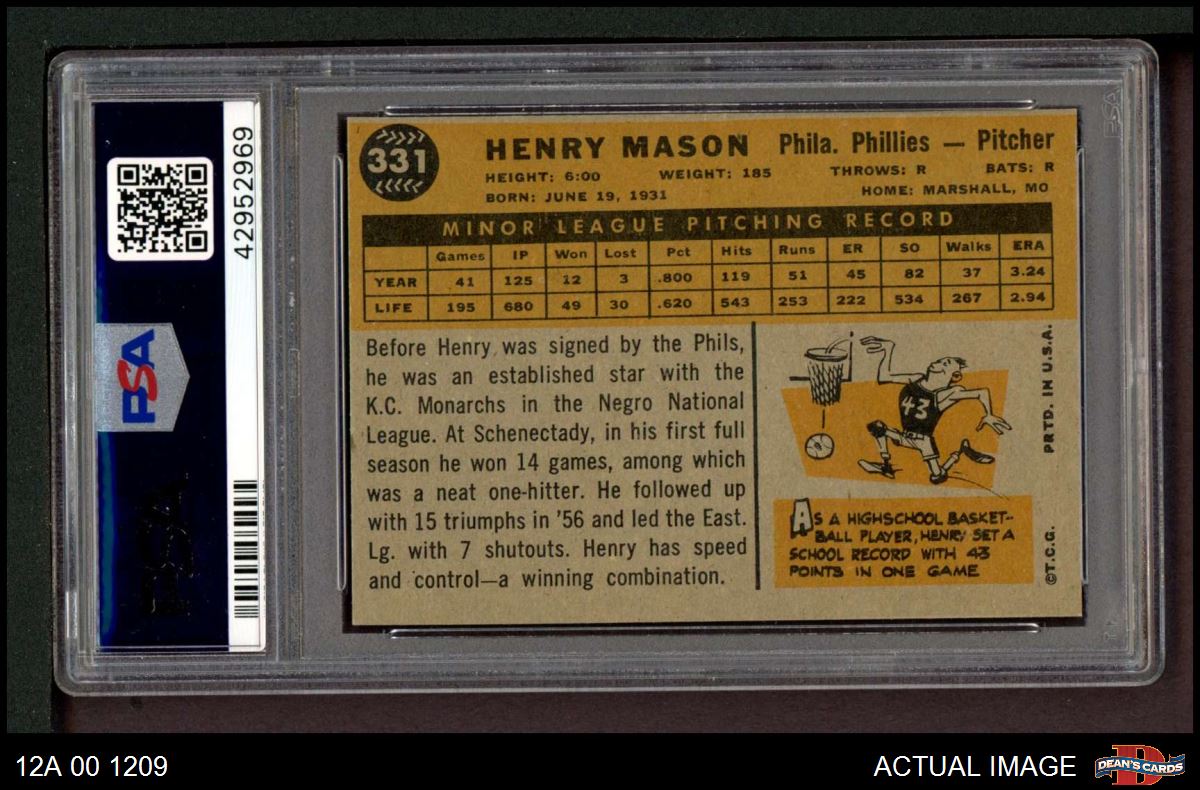 42952969
PSA
331
HENRY MASON Phila. Phillies — Pitcher
HEIGHT: 6:00 WEIGHT: 185 THROWS: R BATS: R
BORN: JUNE 19, 1931 HOME: MARSHALL, MO
MINOR LEAGUE PITCHING RECORD
Games IP Won Lost Pct Hits Runs ER SO Walks ERA
YEAR 41 125 12 3 .800 119 51 45 82 37 3.24
LIFE 195 680 49 30 .620 543 253 222 534 267 2.94
Before Henry was signed by the Phils,
he was an established star with the
K.C. Monarchs in the Negro National
League. At Schenectady, in his first full
season he won 14 games, among which
was a neat one-hitter. He followed up
with 15 triumphs in '56 and led the East.
Lg. with 7 shutouts. Henry has speed
and control—a winning combination.
43
AS A HIGHSCHOOL BASKET-
BALL PLAYER, HENRY SET A
SCHOOL RECORD WITH 43
POINTS IN ONE GAME
©T.C.G. PRTD. IN U.S.A.
PSA
12A 00 1209
ACTUAL IMAGE
DEAN'S CARDS